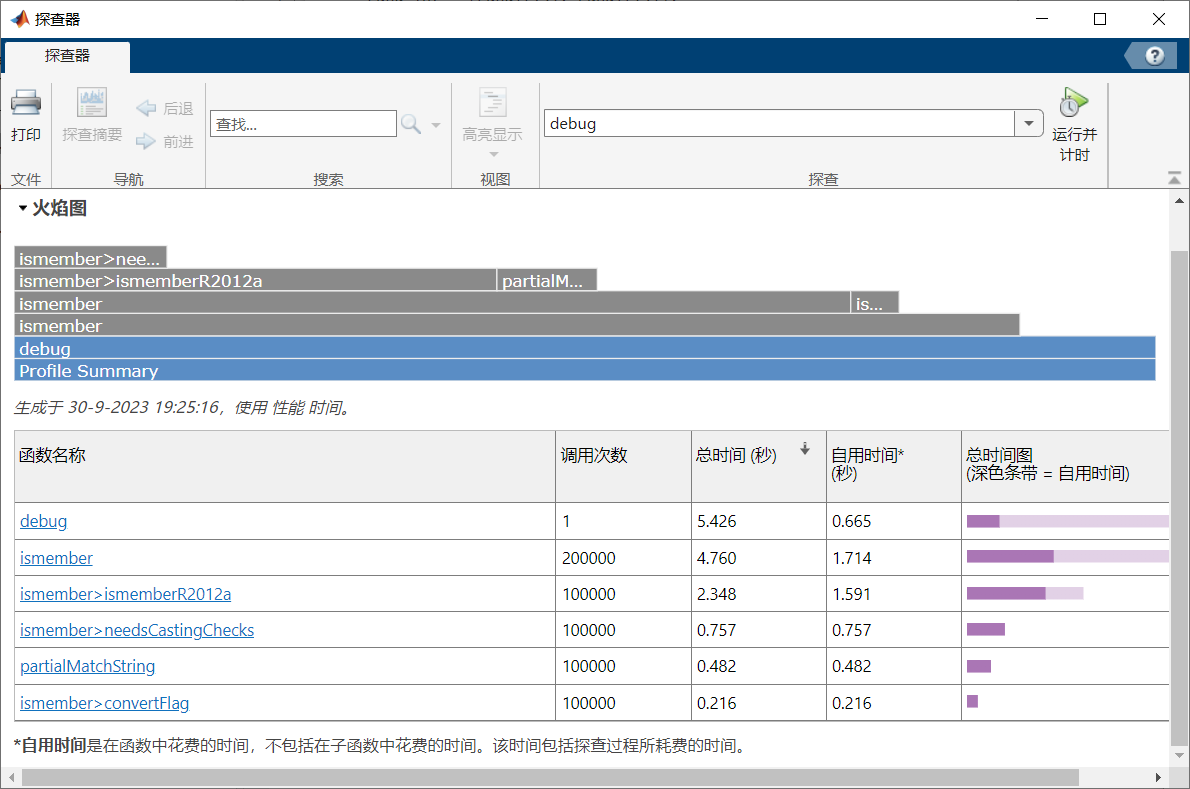 探查器
探查器
打印
文件
探查摘要
后退
前进
导航
查找...
搜索
高亮显示
视图
debug
运行并
计时
探查
火焰图
ismember>nee...
ismember>ismemberR2012a partialM...
ismember is...
ismember
debug
Profile Summary
生成于 30-9-2023 19:25:16，使用 性能 时间。
函数名称 调用次数 总时间 (秒) 自用时间* (秒) 总时间图 (深色条带 = 自用时间)
debug 1 5.426 0.665
ismember 200000 4.760 1.714
ismember>ismemberR2012a 100000 2.348 1.591
ismember>needsCastingChecks 100000 0.757 0.757
partialMatchString 100000 0.482 0.482
ismember>convertFlag 100000 0.216 0.216
*自用时间是在函数中花费的时间，不包括在子函数中花费的时间。该时间包括探查过程所耗费的时间。